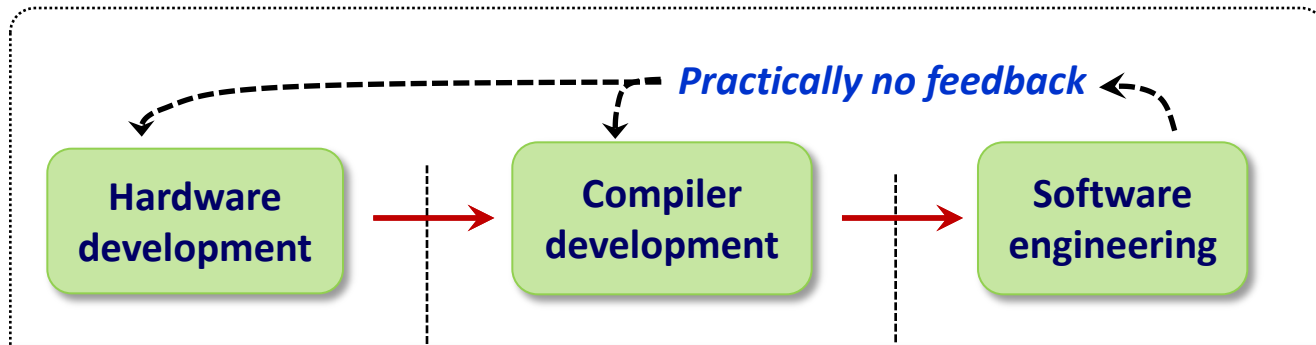 Practically no feedback
Hardware
development
Compiler
development
Software
engineering